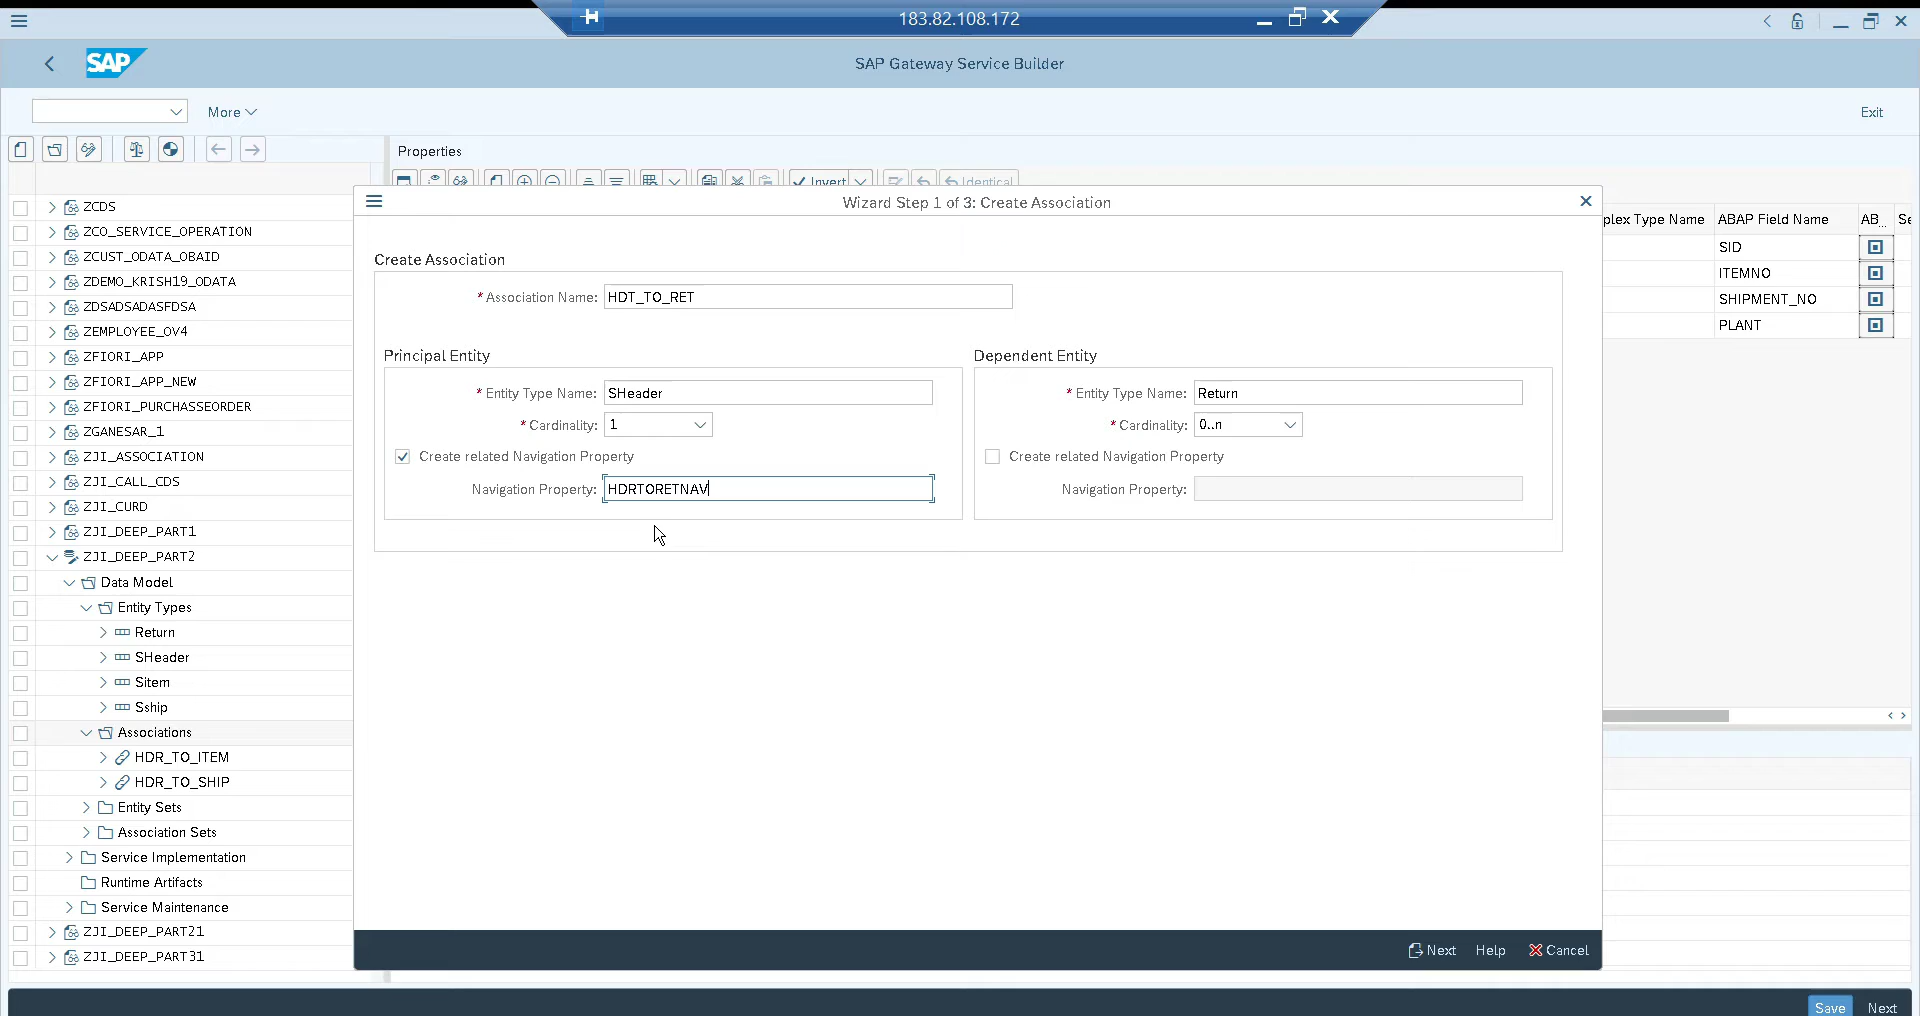 183.82.108.172
SAP
SAP Gateway Service Builder
More
Exit
Properties
Invert
Identical
ZCDS
ZCO_SERVICE_OPERATION
ZCUST_ODATA_OBAID
ZDEMO_KRISH19_ODATA
ZDSADSADASFDSA
ZEMPLOYEE_OV4
ZFIORI_APP
ZFIORI_APP_NEW
ZFIORI_PURCHASSEORDER
ZGANESAR_1
ZJI_ASSOCIATION
ZJI_CALL_CDS
ZJI_CURD
ZJI_DEEP_PART1
ZJI_DEEP_PART2
Data Model
Entity Types
Return
SHeader
Sitem
Sship
Associations
HDR_TO_ITEM
HDR_TO_SHIP
Entity Sets
Association Sets
Service Implementation
Runtime Artifacts
Service Maintenance
ZJI_DEEP_PART21
ZJI_DEEP_PART31
Wizard Step 1 of 3: Create Association
Create Association
* Association Name: HDT_TO_RET
Principal Entity
* Entity Type Name: SHeader
* Cardinality: 1
Create related Navigation Property
Navigation Property: HDRTORETNAV
Dependent Entity
* Entity Type Name: Return
* Cardinality: 0..n
Create related Navigation Property
Navigation Property:
Next Help Cancel
plex Type Name ABAP Field Name AB... Se
SID
ITEMNO
SHIPMENT_NO
PLANT
Save Next